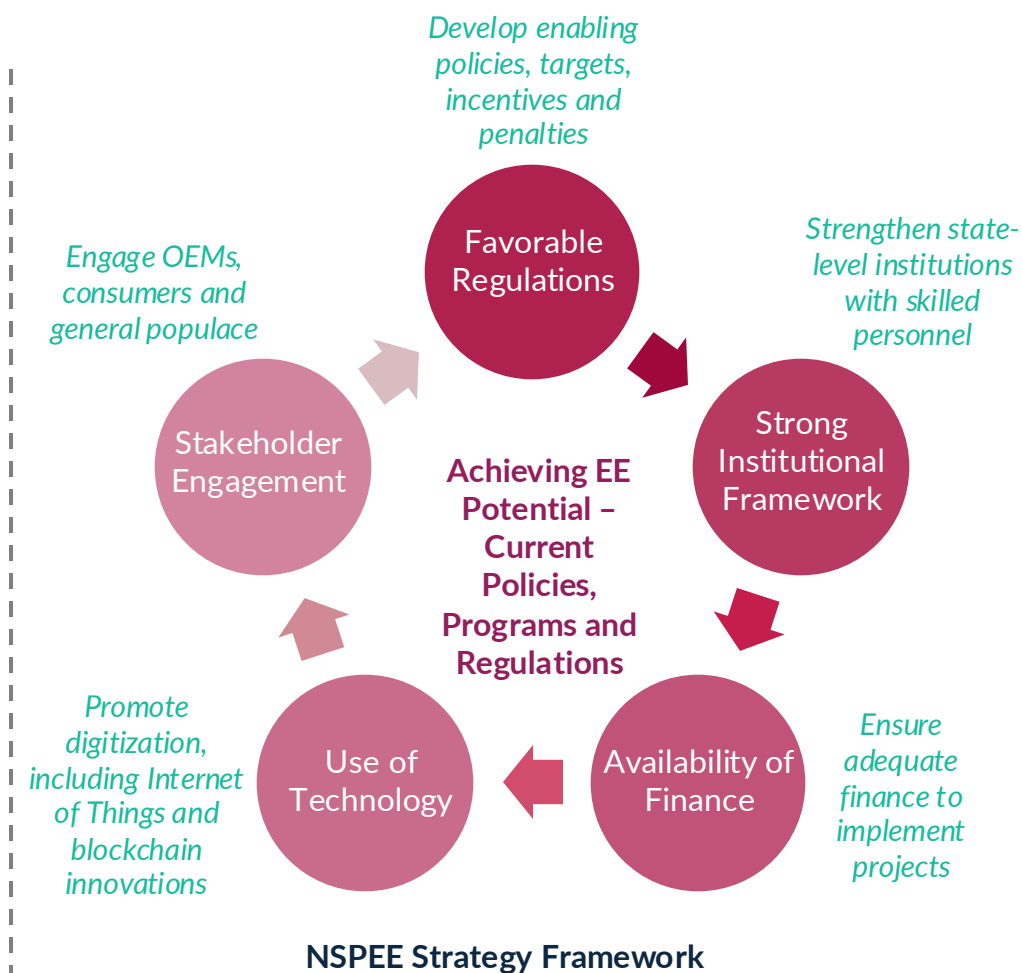 Develop enabling
policies, targets,
incentives and
penalties
Favorable
Regulations
Strengthen state-
level institutions
with skilled
personnel
Strong
Institutional
Framework
Ensure
adequate
finance to
implement
projects
Availability of
Finance
Use of
Technology
Promote
digitization,
including Internet
of Things and
blockchain
innovations
Stakeholder
Engagement
Engage OEMs,
consumers and
general populace
Achieving EE
Potential –
Current
Policies,
Programs and
Regulations
NSPEE Strategy Framework